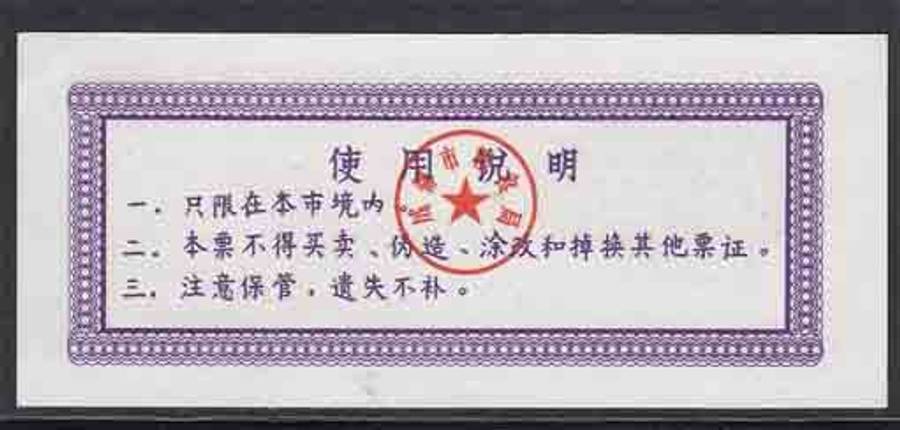 使用说明
一．只限在本市境内。
二．本票不得买卖、伪造、涂改和掉换其他票证。
三．注意保管．遗失不补。